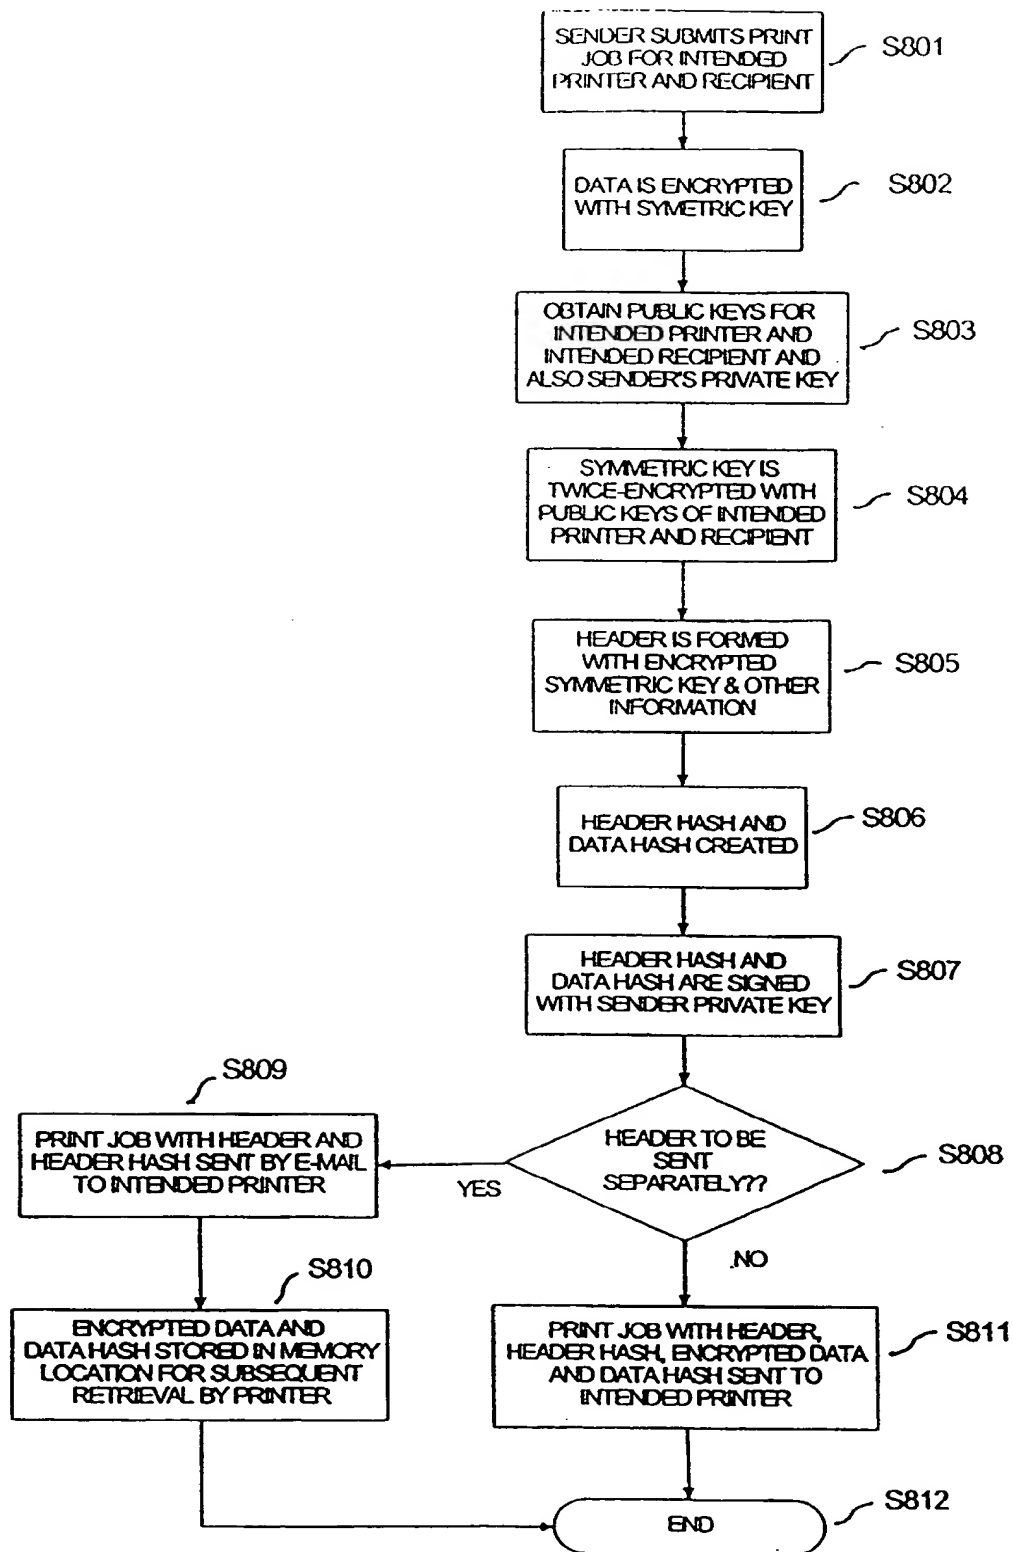 SENDER SUBMITS PRINT
JOB FOR INTENDED
PRINTER AND RECIPIENT
S801
DATA IS ENCRYPTED
WITH SYMETRIC KEY
S802
OBTAIN PUBLIC KEYS FOR
INTENDED PRINTER AND
INTENDED RECIPIENT AND
ALSO SENDER'S PRIVATE KEY
S803
SYMMETRIC KEY IS
TWICE-ENCRYPTED WITH
PUBLIC KEYS OF INTENDED
PRINTER AND RECIPIENT
S804
HEADER IS FORMED
WITH ENCRYPTED
SYMMETRIC KEY & OTHER
INFORMATION
S805
HEADER HASH AND
DATA HASH CREATED
S806
HEADER HASH AND
DATA HASH ARE SIGNED
WITH SENDER PRIVATE KEY
S807
HEADER TO BE
SENT
SEPARATELY??
S808
YES
NO
S809
PRINT JOB WITH HEADER AND
HEADER HASH SENT BY E-MAIL
TO INTENDED PRINTER
S810
ENCRYPTED DATA AND
DATA HASH STORED IN MEMORY
LOCATION FOR SUBSEQUENT
RETRIEVAL BY PRINTER
PRINT JOB WITH HEADER,
HEADER HASH, ENCRYPTED DATA
AND DATA HASH SENT TO
INTENDED PRINTER
S811
END
S812